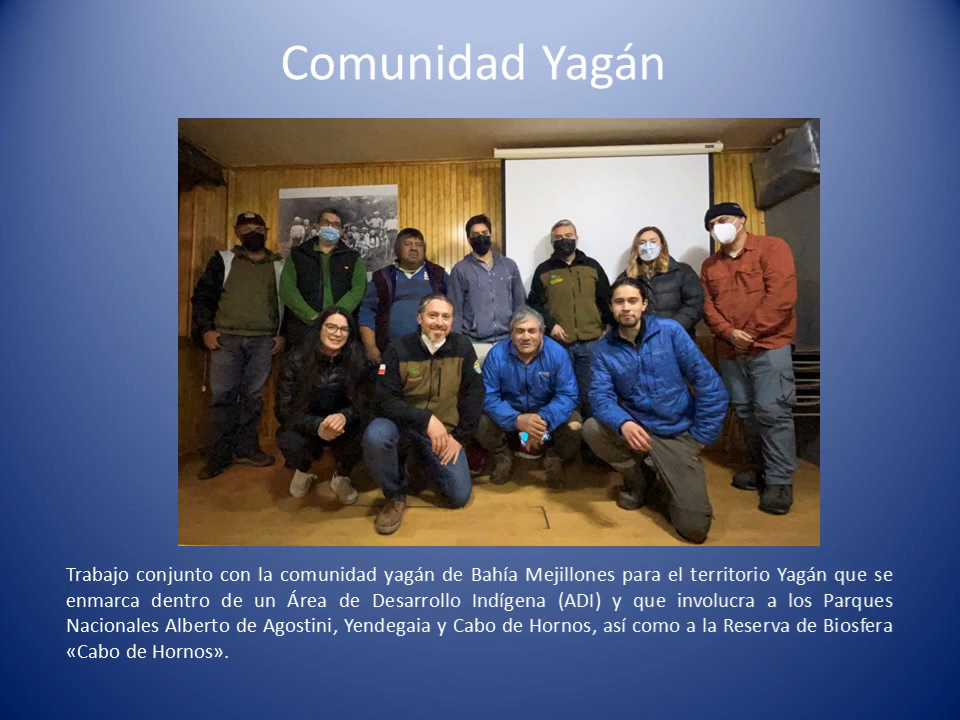 Comunidad Yagán
Trabajo conjunto con la comunidad yagán de Bahía Mejillones para el territorio Yagán que se
enmarca dentro de un Área de Desarrollo Indígena (ADI) y que involucra a los Parques
Nacionales Alberto de Agostini, Yendegaia y Cabo de Hornos, así como a la Reserva de Biosfera
«Cabo de Hornos».